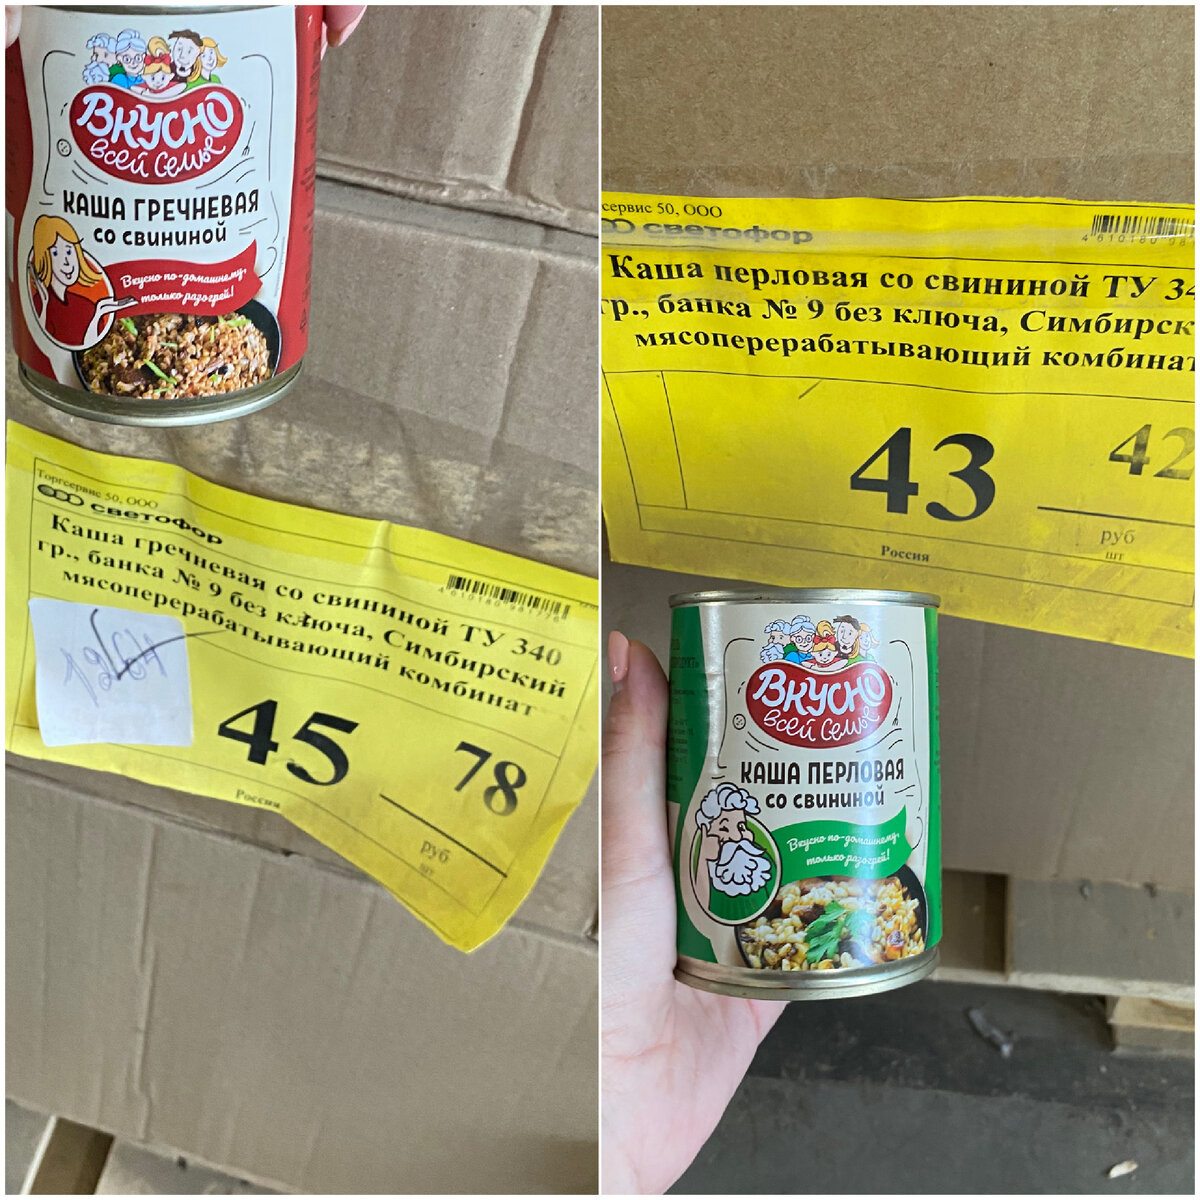 Вкусно
всей семье
КАША ГРЕЧНЕВАЯ
СО СВИНИНОЙ
Вкусно по-домашнему,
только разогрей!
Торгсервис 50, ООО
светофор
Каша гречневая со свининой ТУ 340
гр., банка № 9 без ключа, Симбирский
мясоперерабатывающий комбинат
45
78
руб
шт
Россия
сервис 50, ООО
светофор
4 610180 98
Каша перловая со свининой ТУ 34
гр., банка № 9 без ключа, Симбирск
мясоперерабатывающий комбинат
43
42
руб
шт
Россия
Вкусно
всей семье
КАША ПЕРЛОВАЯ
СО СВИНИНОЙ
Вкусно по-домашнему,
только разогрей!